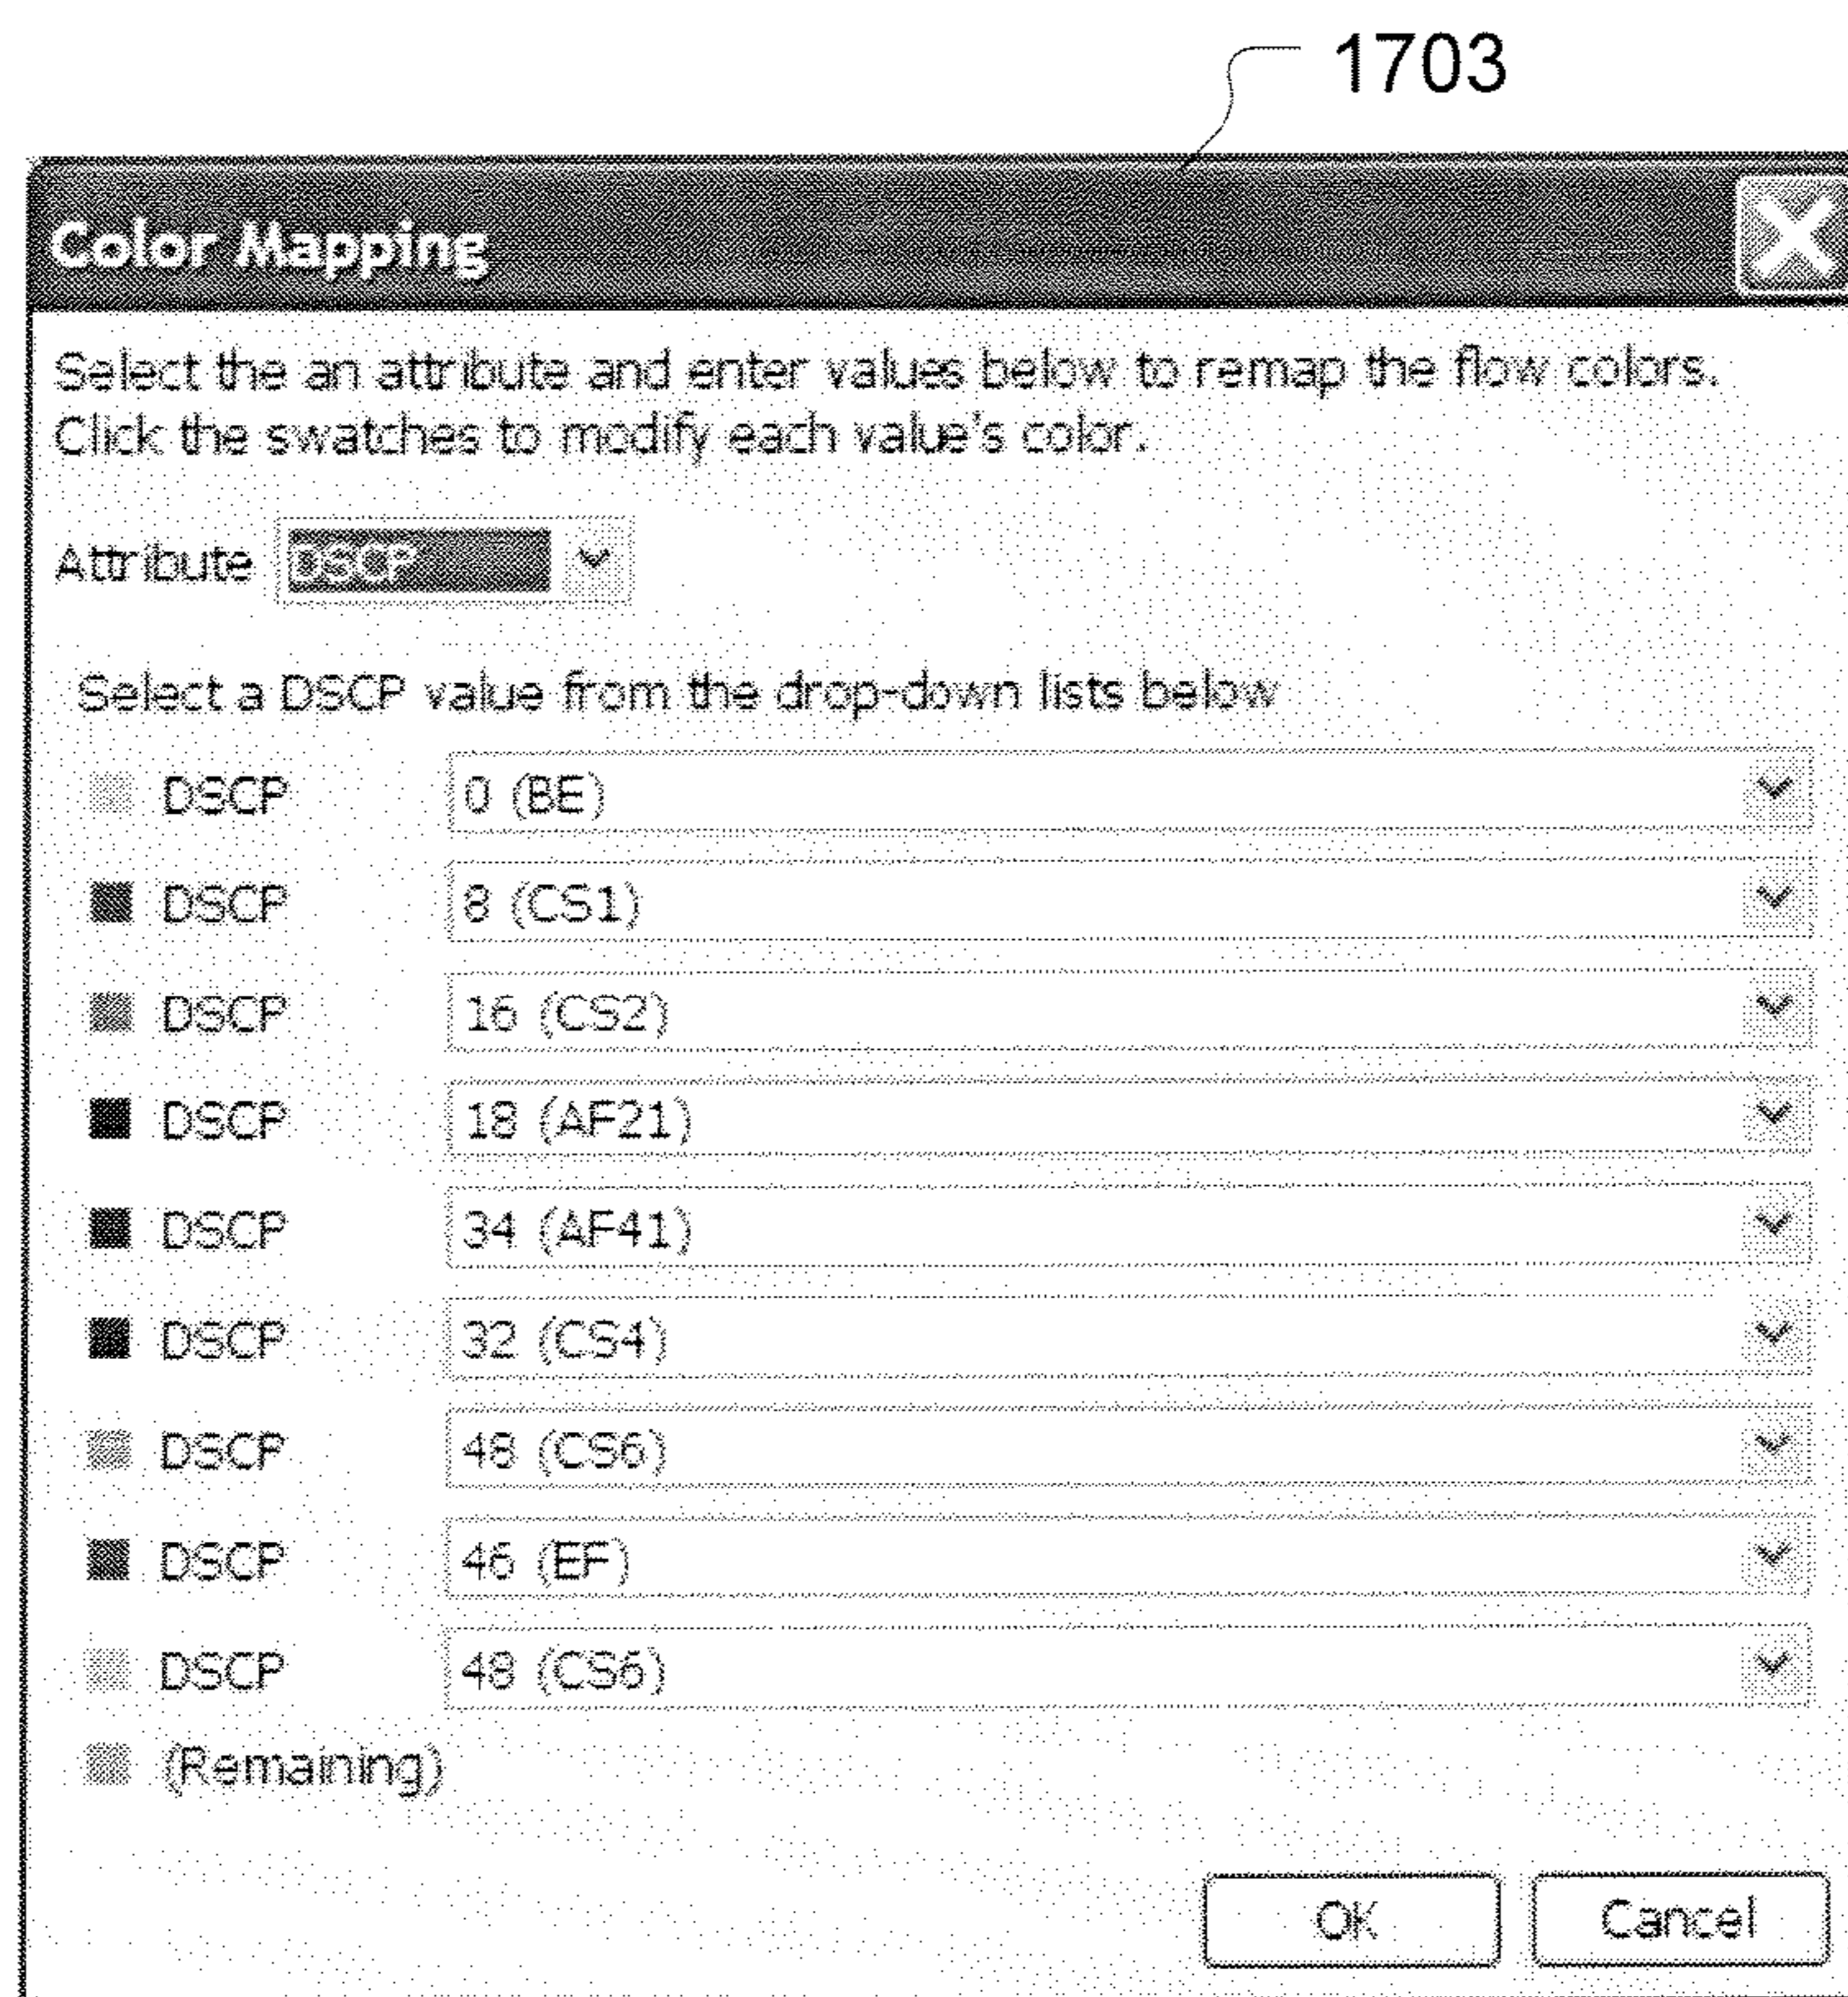 1703
Color Mapping
Select the an attribute and enter values below to remap the flow colors.
Click the swatches to modify each value's color.
Attribute DSCP
Select a DSCP value from the drop-down lists below
DSCP 0 (BE)
DSCP 8 (CS1)
DSCP 16 (CS2)
DSCP 18 (AF21)
DSCP 34 (AF41)
DSCP 32 (CS4)
DSCP 48 (CS6)
DSCP 46 (EF)
DSCP 48 (CS6)
(Remaining)
OK Cancel